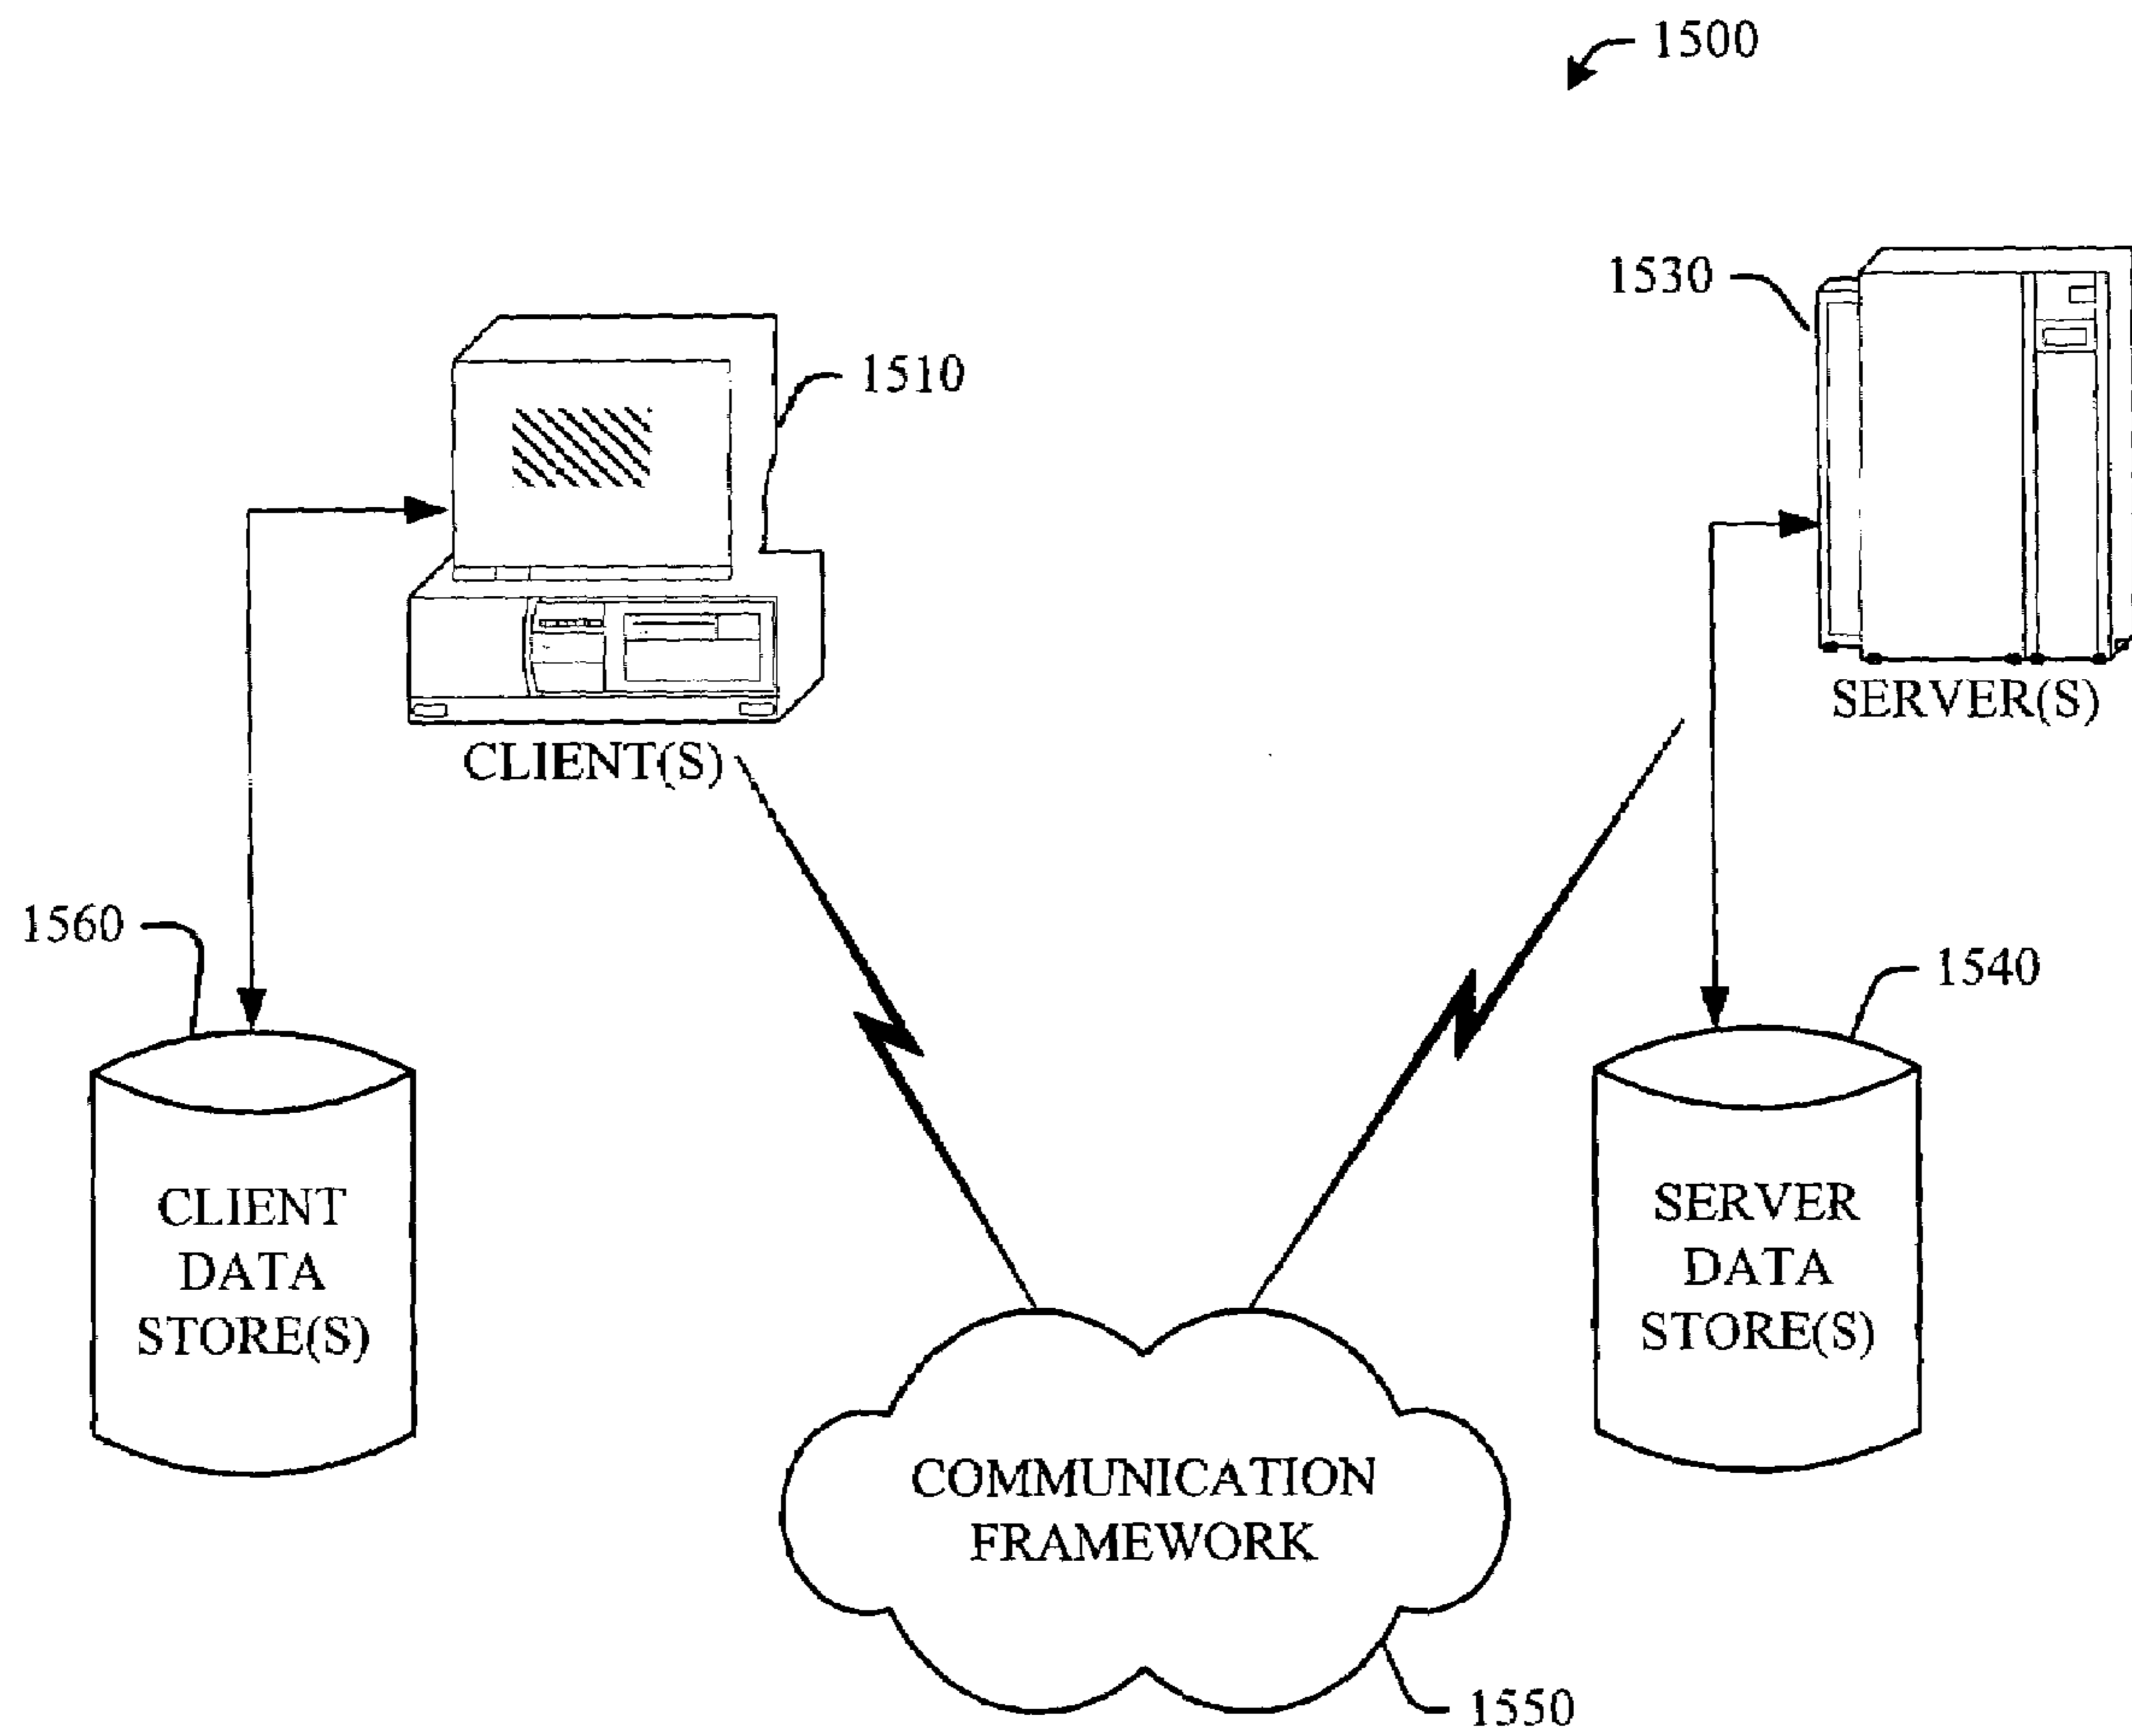 1500
1530
1510
SERVER(S)
CLIENT(S)
1560
1540
CLIENT
DATA
STORE(S)
SERVER
DATA
STORE(S)
COMMUNICATION
FRAMEWORK
1550